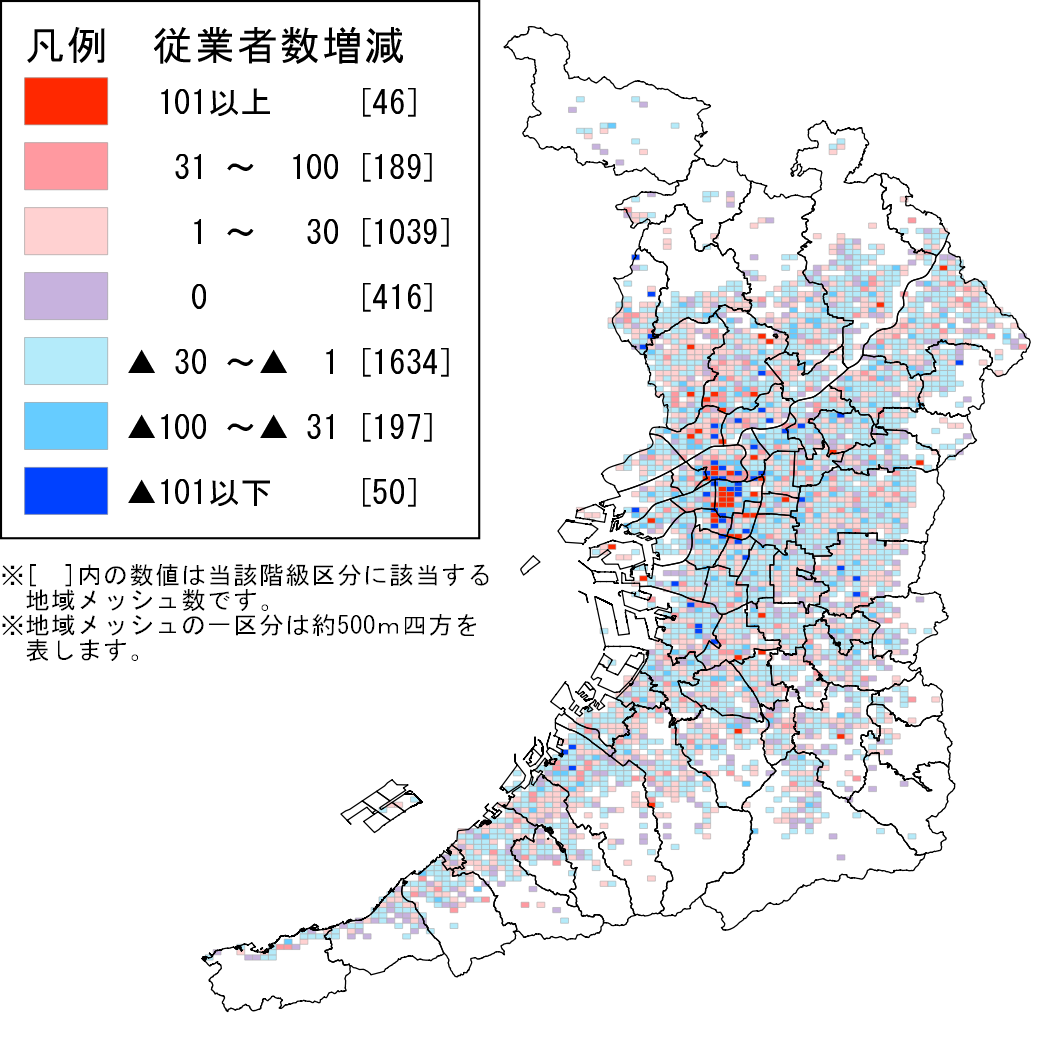 凡例 従業者数増減
101以上 [46]
31 ～ 100 [189]
1 ～ 30 [1039]
0 [416]
▲ 30 ～▲ 1 [1634]
▲100 ～▲ 31 [197]
▲101以下 [50]
※[ ]内の数値は当該階級区分に該当する
地域メッシュ数です。
※地域メッシュの一区分は約500ｍ四方を
表します。